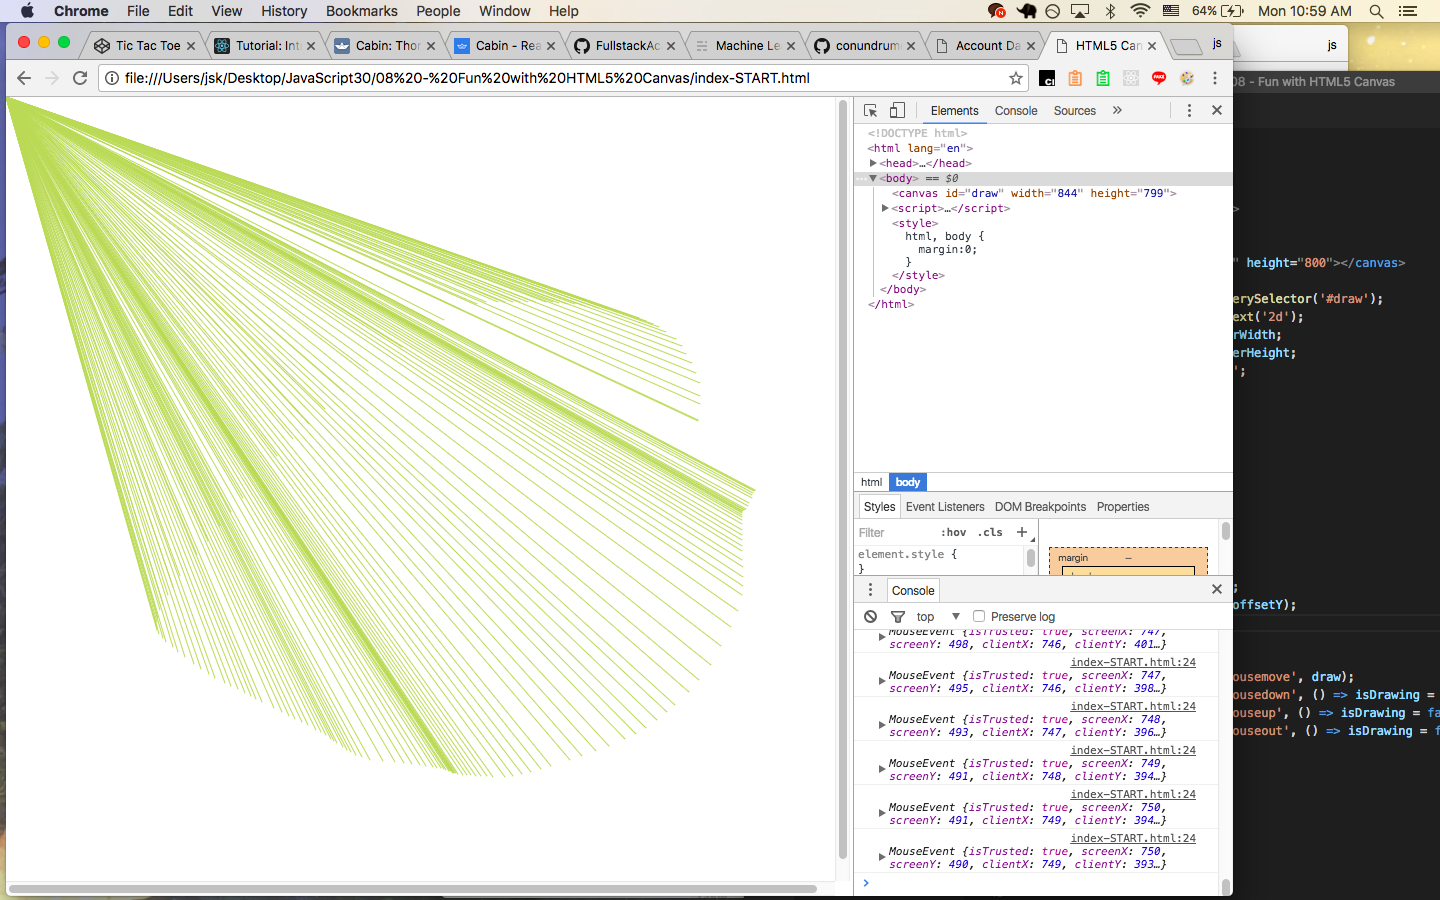 Chrome File Edit View History Bookmarks People Window Help 64% Mon 10:59 AM
Tic Tac Toe
Tutorial: Int
Cabin: Thor
Cabin - Rea
FullstackAc
Machine Le
conundrum
Account Da
HTML5 Can
js
js
file:///Users/jsk/Desktop/JavaScript30/08%20-%20Fun%20with%20HTML5%20Canvas/index-START.html
08 - Fun with HTML5 Canvas
Elements Console Sources »
<!DOCTYPE html>
<html lang="en">
<head>…</head>
<body> == $0
<canvas id="draw" width="844" height="799">
<script>…</script>
<style>
html, body {
margin:0;
}
</style>
</body>
</html>
html body
Styles Event Listeners DOM Breakpoints Properties
Filter :hov .cls +
element.style {
}
margin –
Console
top Preserve log
MouseEvent {isTrusted: true, screenX: 747,
screenY: 498, clientX: 746, clientY: 401…}
index-START.html:24
MouseEvent {isTrusted: true, screenX: 747,
screenY: 495, clientX: 746, clientY: 398…}
index-START.html:24
MouseEvent {isTrusted: true, screenX: 748,
screenY: 493, clientX: 747, clientY: 396…}
index-START.html:24
MouseEvent {isTrusted: true, screenX: 749,
screenY: 491, clientX: 748, clientY: 394…}
index-START.html:24
MouseEvent {isTrusted: true, screenX: 750,
screenY: 491, clientX: 749, clientY: 394…}
index-START.html:24
MouseEvent {isTrusted: true, screenX: 750,
screenY: 490, clientX: 749, clientY: 393…}
>
>
" height="800"></canvas>
erySelector('#draw');
ext('2d');
rWidth;
erHeight;
';
;
offsetY);
ousemove', draw);
ousedown', () => isDrawing =
ouseup', () => isDrawing = fa
ouseout', () => isDrawing = f